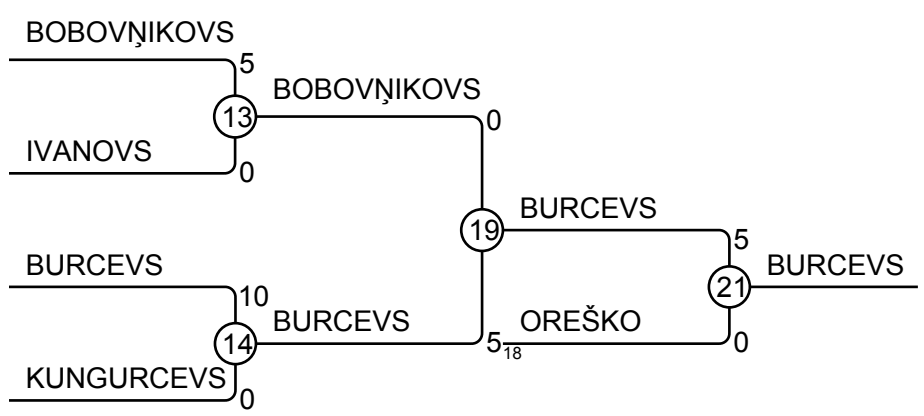 BOBOVŅIKOVS
5
13
BOBOVŅIKOVS
0
IVANOVS
0
19
BURCEVS
5
BURCEVS
10
21
BURCEVS
14
BURCEVS
5
18
OREŠKO
0
KUNGURCEVS
0